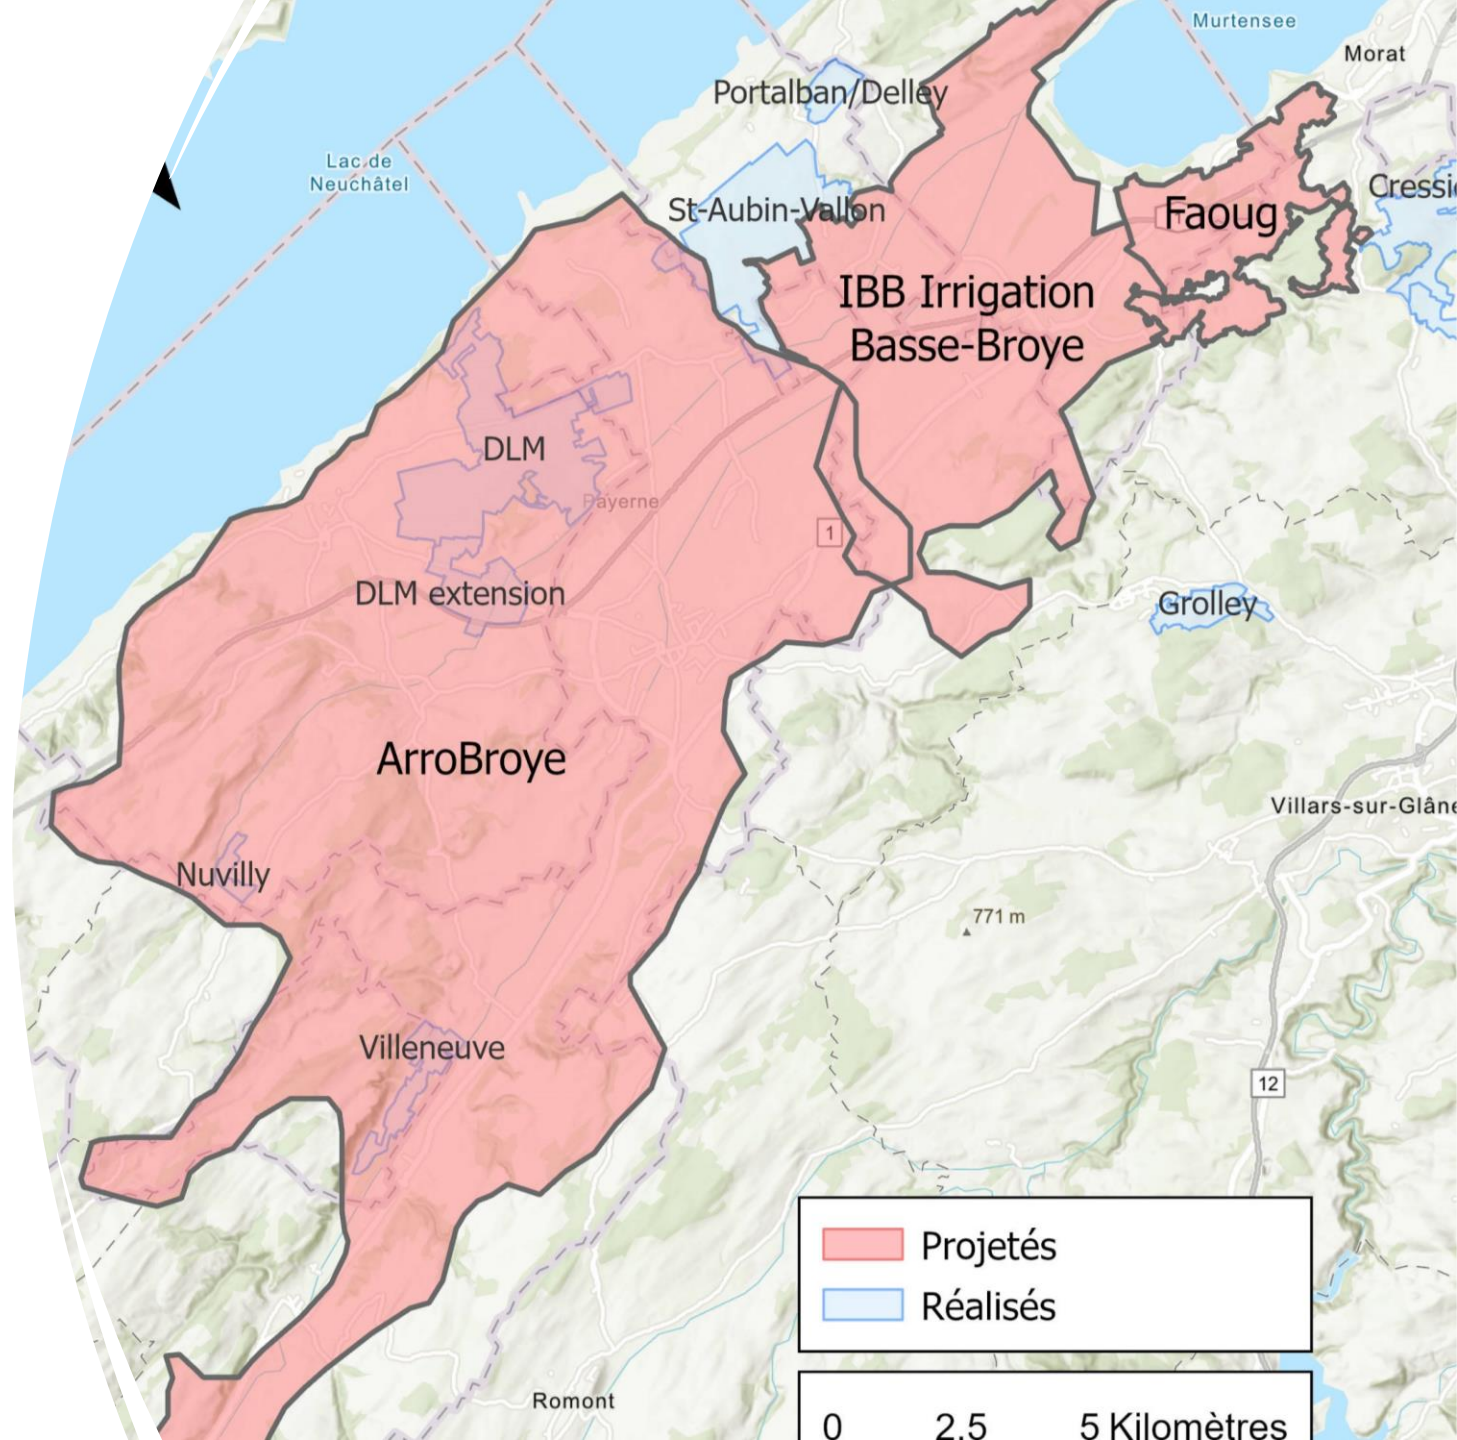 Murtensee
Morat
Portalban/Delley
Lac de
Neuchâtel
Cressi
St-Aubin-Vallon
Faoug
IBB Irrigation
Basse-Broye
DLM
Payerne
1
DLM extension
Grolley
ArroBroye
Villars-sur-Glâne
Nuvilly
771 m
Villeneuve
12
Projetés
Réalisés
Romont
0 2.5 5 Kilomètres